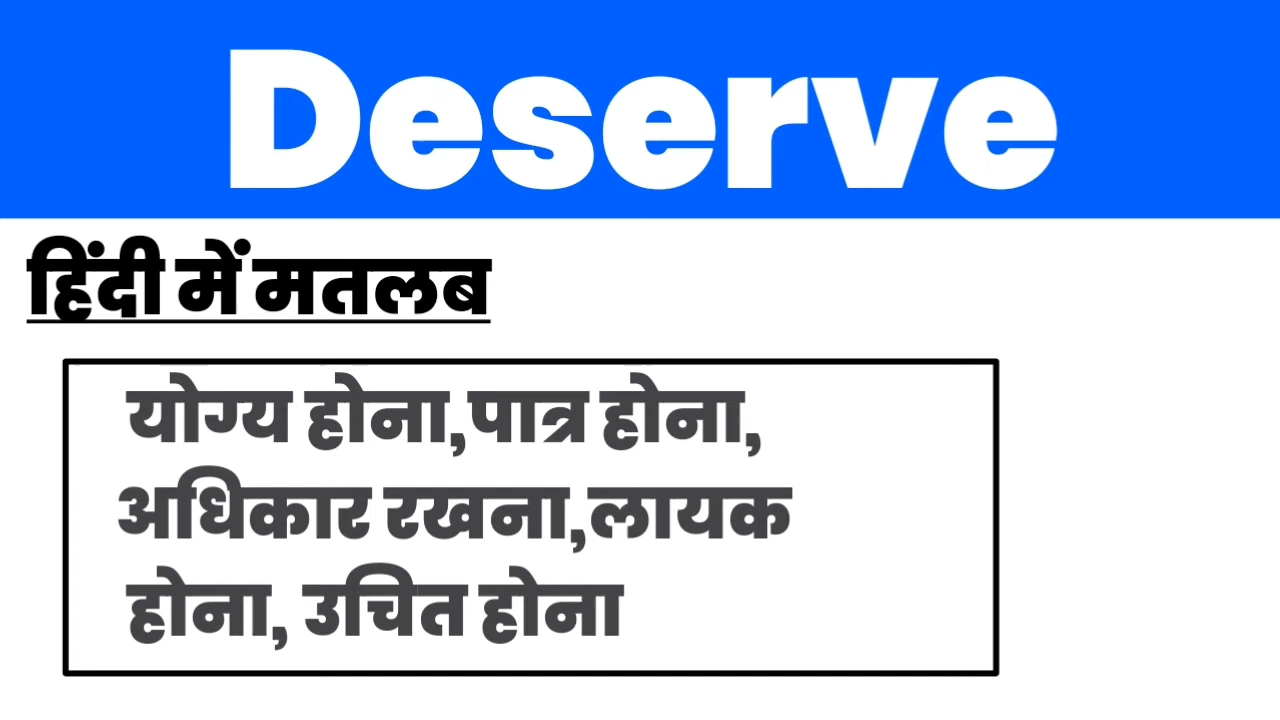 Deserve
हिंदी में मतलब
योग्य होना,पात्र होना,
अधिकार रखना,लायक
होना, उचित होना